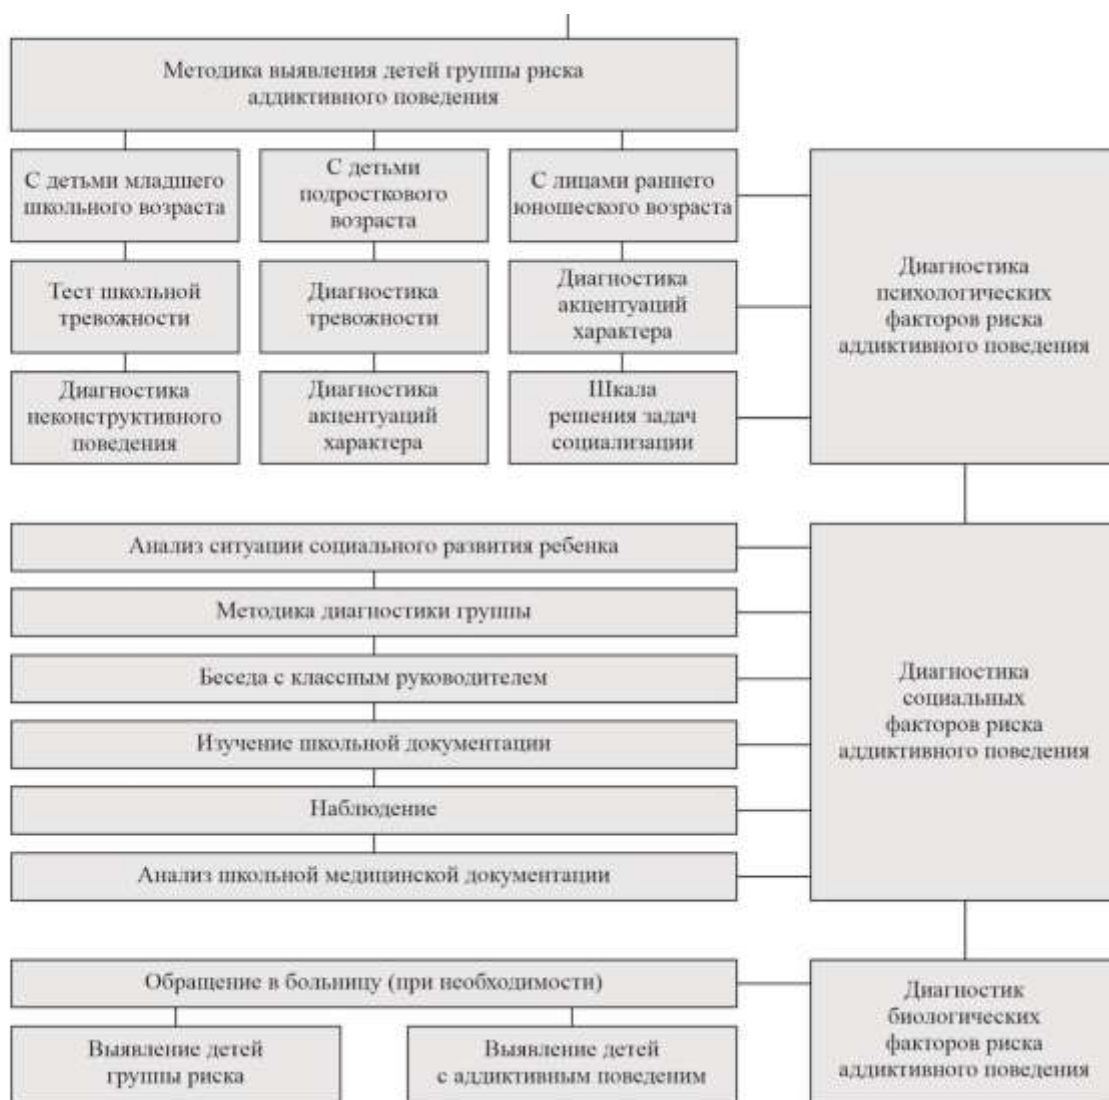 Методика выявления детей группы риска
аддиктивного поведения
С детьми младшего
школьного возраста
С детьми
подросткового
возраста
С лицами раннего
юношеского возраста
Тест школьной
тревожности
Диагностика
тревожности
Диагностика
акцентуаций
характера
Диагностика
неконструктивного
поведения
Диагностика
акцентуаций
характера
Шкала
решения задач
социализации
Диагностика
психологических
факторов риска
аддиктивного поведения
Анализ ситуации социального развития ребенка
Методика диагностики группы
Беседа с классным руководителем
Изучение школьной документации
Наблюдение
Анализ школьной медицинской документации
Диагностика
социальных
факторов риска
аддиктивного поведения
Обращение в больницу (при необходимости)
Выявление детей
группы риска
Выявление детей
с аддиктивным поведеним
Диагностик
биологических
факторов риска
аддиктивного поведения